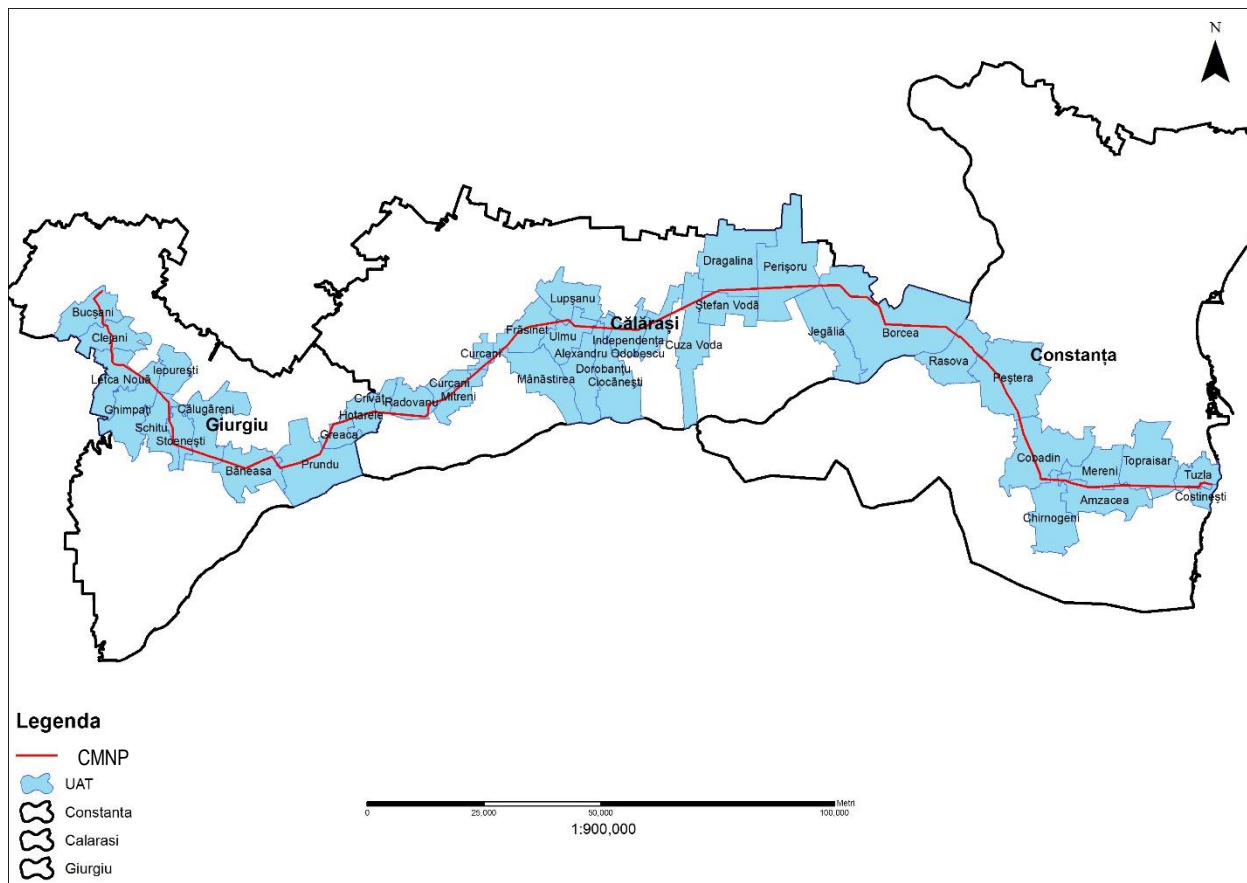 N
Dragalina
Perișoru
Bucșani
Lupșanu
Ștefan Vodă
Clejani
Frăsinet
Călărași
Ulmu
Independența
Jegălia
Borcea
Curcani
Alexandru Odobescu
Cuza Voda
Constanța
Iepurești
Rasova
Letca Nouă
Dorobanțu
Mânăstirea
Ciocănești
Peștera
Curcani
Crivăț
Radovanu
Mitreni
Ghimpați
Călugăreni
Hotarele
Giurgiu
Schitu
Greaca
Stoenești
Cobadin
Topraisar
Băneasa
Prundu
Mereni
Tuzla
Amzacea
Costinești
Chirnogeni
Legenda
CMNP
UAT
Constanta
Calarasi
Giurgiu
Metri
0 25,000 50,000 100,000
1:900,000